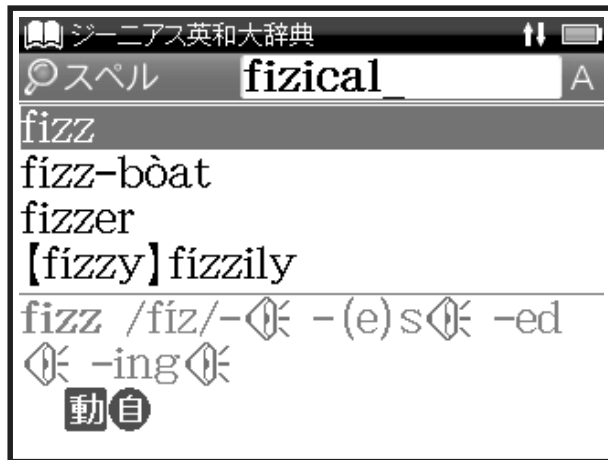 ジーニアス英和大辞典
スペル fizical_ A
fizz
fízz-bòat
fizzer
【fízzy】fízzily
fizz /fíz/- -(e)s -ed
-ing
動自